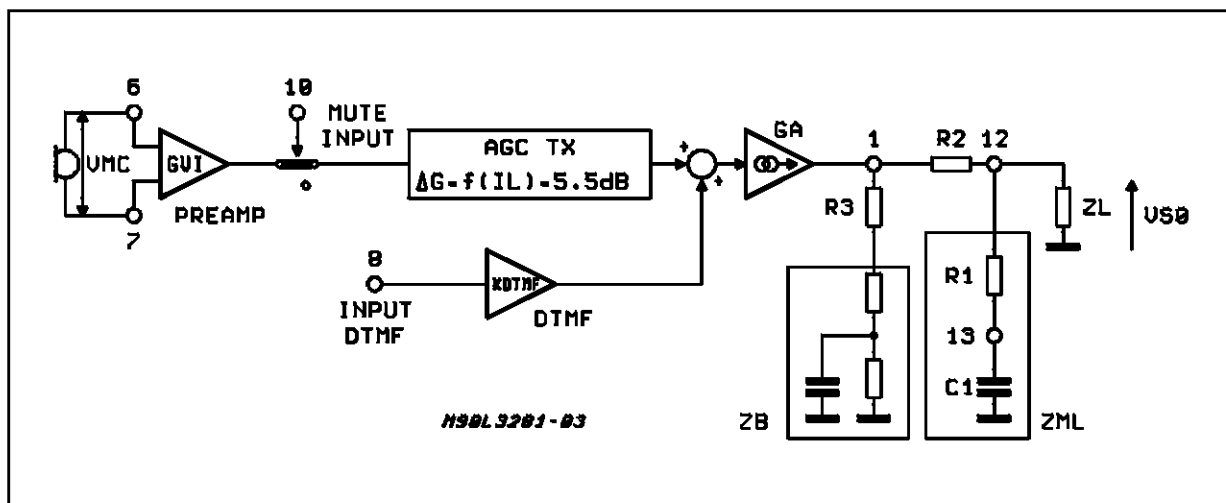 6
10
MUTE
INPUT
VMC
GVI
PREAMP
7
AGC TX
ΔG=f(IL)=5.5dB
+
+
GA
1
R2
12
R3
ZL
VS0
8
INPUT
DTMF
KDTMF
DTMF
R1
13
C1
ZB
ZML
M90L3201-03